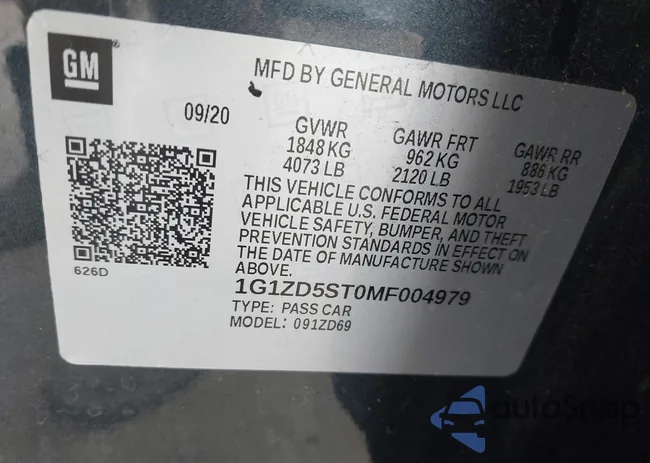 GM
MFD BY GENERAL MOTORS LLC
09/20
GVWR GAWR FRT GAWR RR
1848 KG 962 KG 886 KG
4073 LB 2120 LB 1953 LB
THIS VEHICLE CONFORMS TO ALL
APPLICABLE U.S. FEDERAL MOTOR
VEHICLE SAFETY, BUMPER, AND THEFT
PREVENTION STANDARDS IN EFFECT ON
THE DATE OF MANUFACTURE SHOWN
ABOVE.
626D
1G1ZD5ST0MF004979
TYPE: PASS CAR
MODEL: 091ZD69
autoSnap